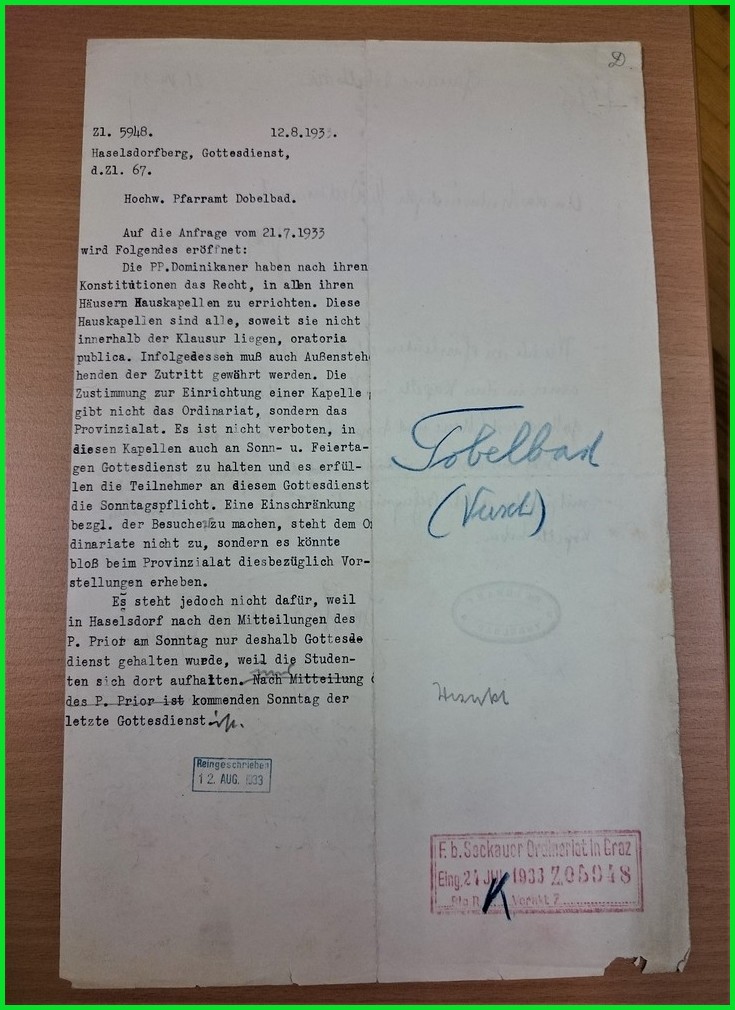 D.
Zl. 5948. 12.8.1933.
Haselsdorfberg, Gottesdienst,
d.Zl. 67.
Hochw. Pfarramt Dobelbad.
Auf die Anfrage vom 21.7.1933
wird Folgendes eröffnet:
Die PP.Dominikaner haben nach ihren
Konstitutionen das Recht, in allen ihren
Häusern Hauskapellen zu errichten. Diese
Hauskapellen sind alle, soweit sie nicht
innerhalb der Klausur liegen, oratoria
publica. Infolgedessen muß auch Außensteh
henden der Zutritt gewährt werden. Die
Zustimmung zur Einrichtung einer Kapelle
gibt nicht das Ordinariat, sondern das
Provinzialat. Es ist nicht verboten, in
diesen Kapellen auch an Sonn- u. Feierta-
gen Gottesdienst zu halten und es erfül-
len die Teilnehmer an diesem Gottesdienst
die Sonntagspflicht. Eine Einschränkung
bezgl. der Besucher zu machen, steht dem Or
dinariate nicht zu, sondern es könnte
bloß beim Provinzialat diesbezüglich Vor-
stellungen erheben.
Es steht jedoch nicht dafür, weil
in Haselsdorf nach den Mitteilungen des
P. Prior am Sonntag nur deshalb Gottesde
dienst gehalten wurde, weil die Studen-
ten sich dort aufhalten. Nach Mitteilung
und
des P. Prior ist kommenden Sonntag der
letzte Gottesdienst ist.
Reingeschrieben
12. AUG. 1933
Tobelbad
F. b. Seckauer Ordinariat in Graz
Eing. 21 JUL 1933 Z 05948
K
Vorakt Z